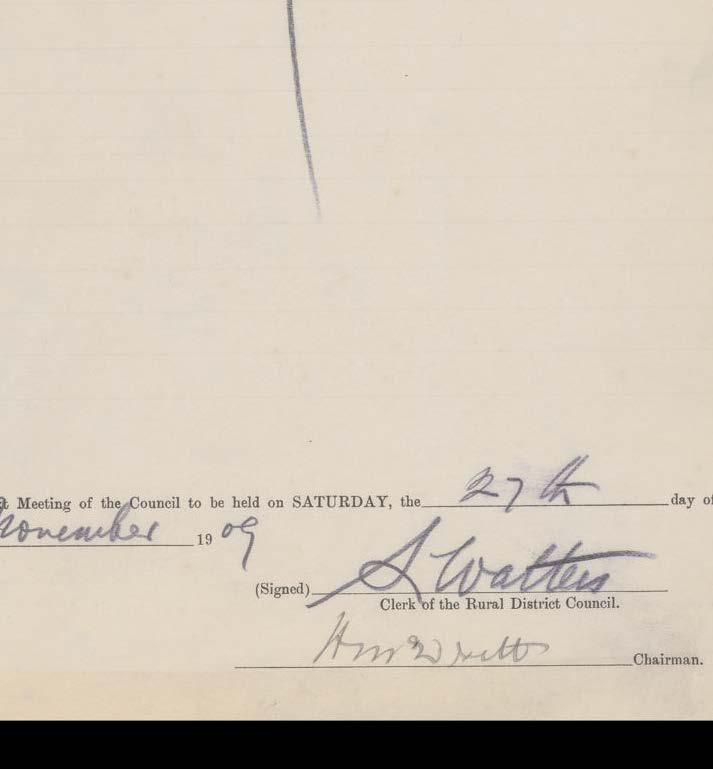 t Meeting of the Council to be held on SATURDAY, the 27th day of
November 1909
(Signed) S Watters
Clerk of the Rural District Council.
Chairman.